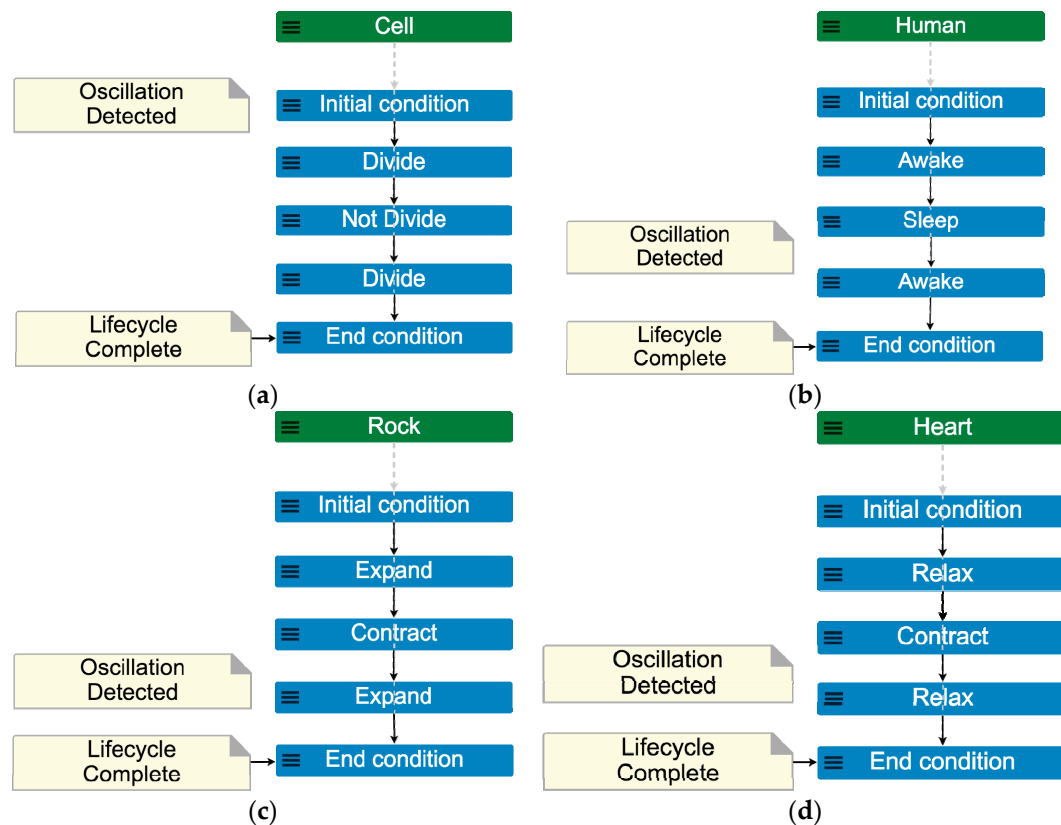 Cell
Oscillation
Detected
Initial condition
Divide
Not Divide
Divide
Lifecycle
Complete
End condition
(a)
Human
Initial condition
Awake
Sleep
Oscillation
Detected
Awake
Lifecycle
Complete
End condition
(b)
Rock
Initial condition
Expand
Contract
Oscillation
Detected
Expand
Lifecycle
Complete
End condition
(c)
Heart
Initial condition
Relax
Contract
Oscillation
Detected
Relax
Lifecycle
Complete
End condition
(d)